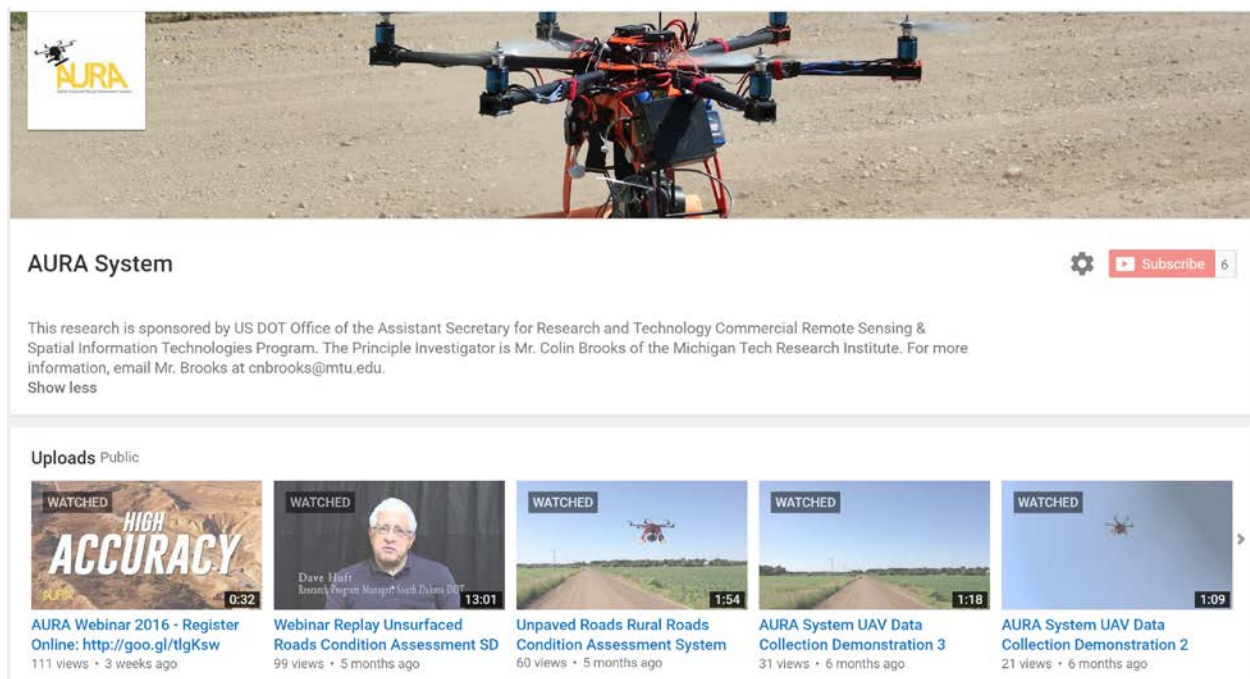 AURA
AURA System
Subscribe 6
This research is sponsored by US DOT Office of the Assistant Secretary for Research and Technology Commercial Remote Sensing &
Spatial Information Technologies Program. The Principle Investigator is Mr. Colin Brooks of the Michigan Tech Research Institute. For more
information, email Mr. Brooks at cnbrooks@mtu.edu.
Show less
Uploads Public
WATCHED
HIGH
ACCURACY
AURA
0:32
AURA Webinar 2016 - Register
Online: http://goo.gl/tlgKsw
111 views • 3 weeks ago
WATCHED
Dave Huft
Research Program Manager, South Dakota DOT
13:01
Webinar Replay Unsurfaced
Roads Condition Assessment SD
99 views • 5 months ago
WATCHED
1:54
Unpaved Roads Rural Roads
Condition Assessment System
60 views • 5 months ago
WATCHED
1:18
AURA System UAV Data
Collection Demonstration 3
31 views • 6 months ago
WATCHED
1:09
AURA System UAV Data
Collection Demonstration 2
21 views • 6 months ago